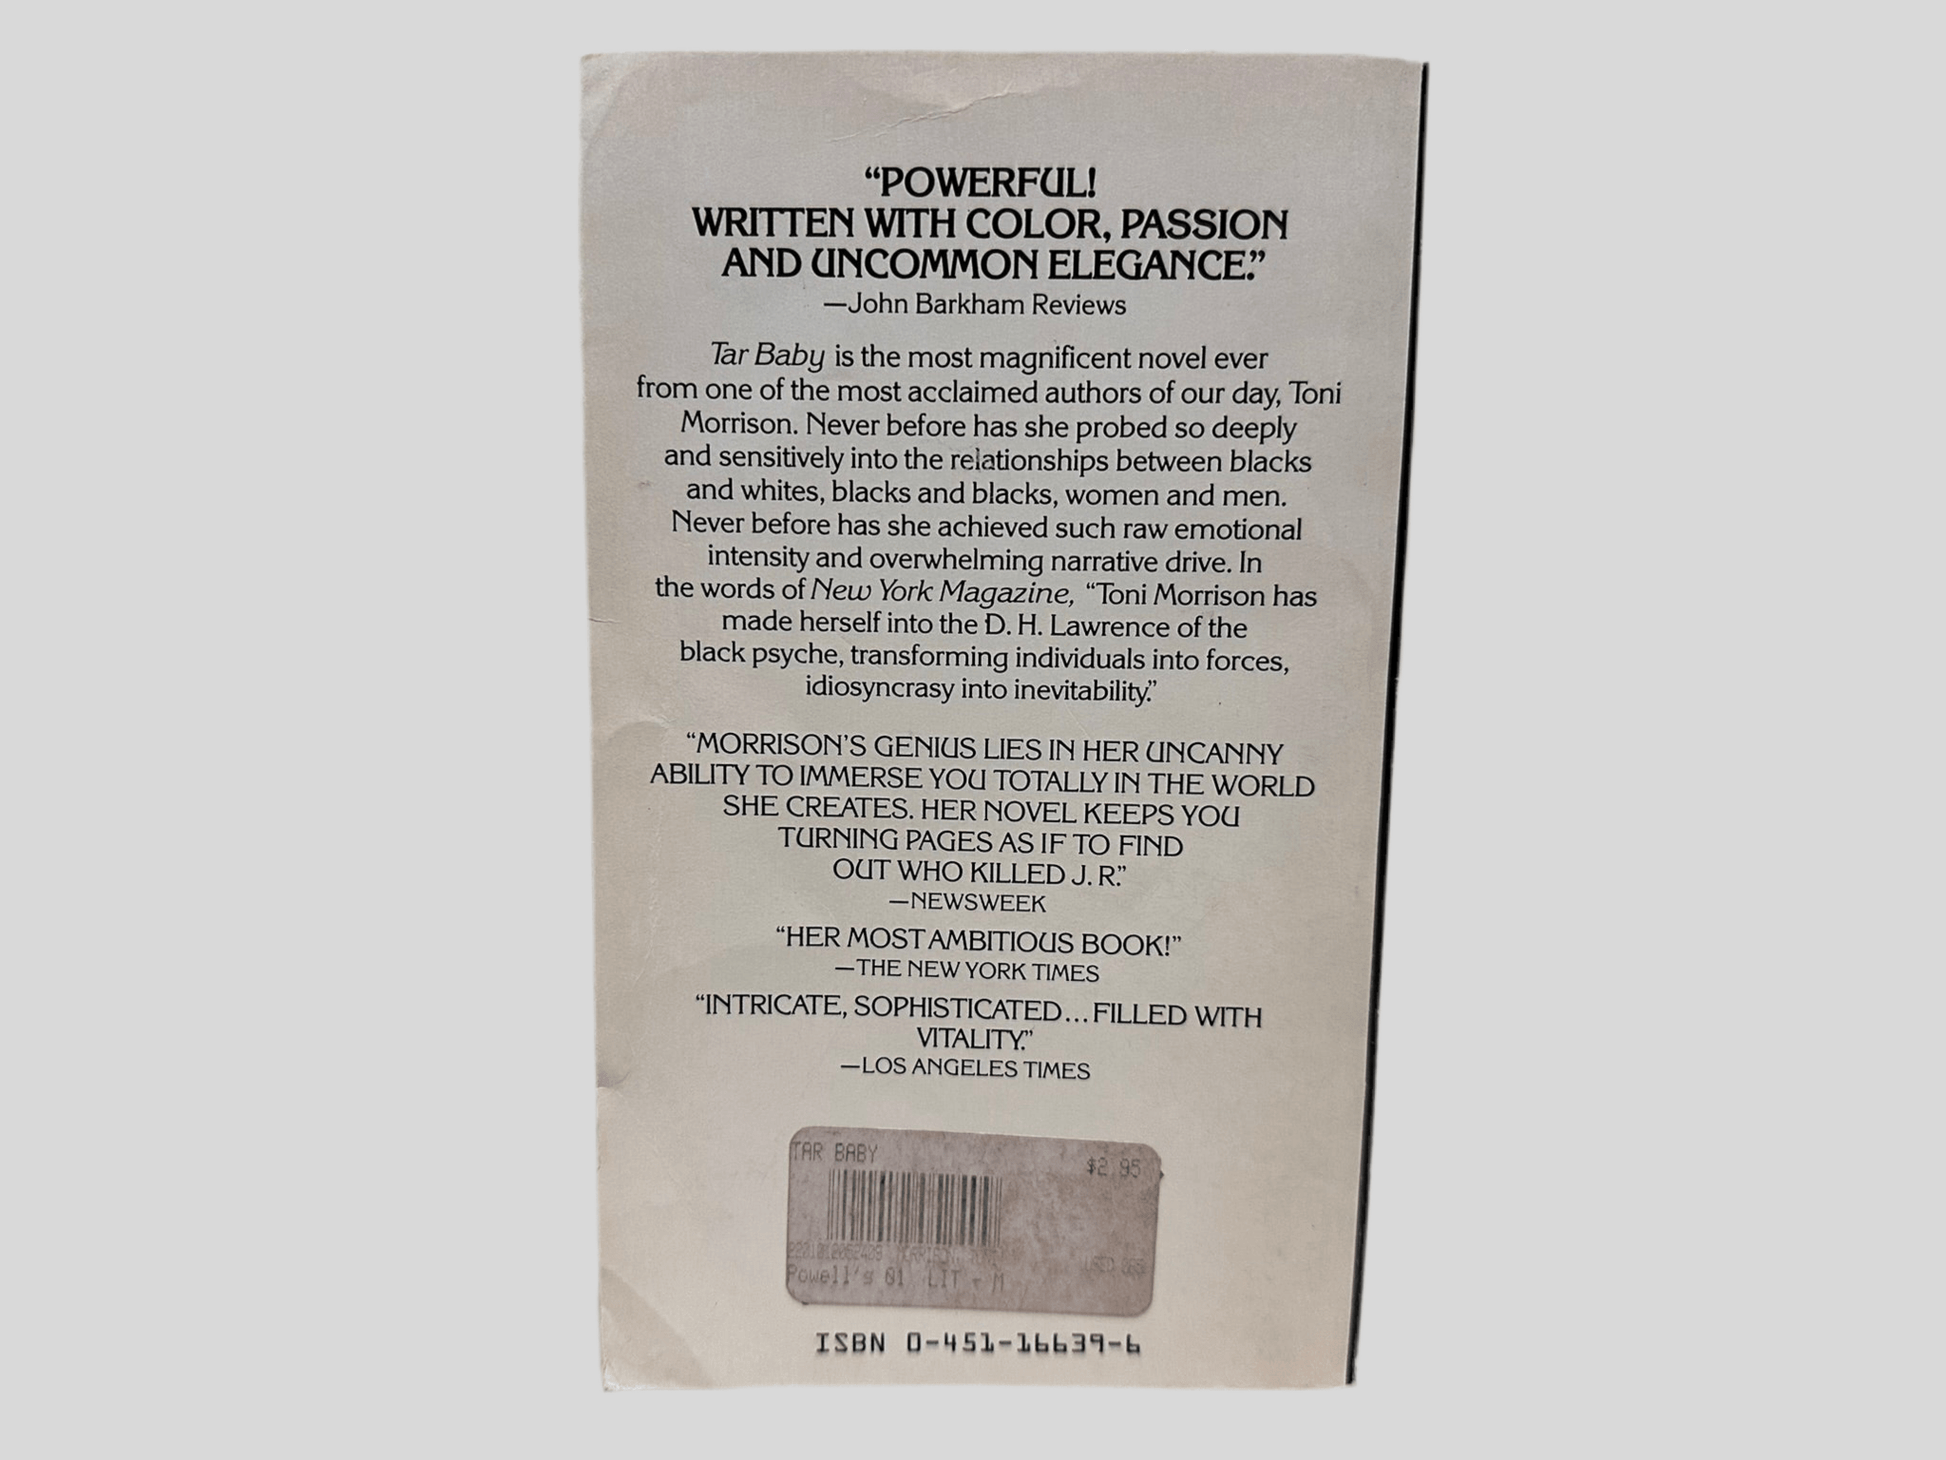 “POWERFUL!
WRITTEN WITH COLOR, PASSION
AND UNCOMMON ELEGANCE.”
—John Barkham Reviews
Tar Baby is the most magnificent novel ever
from one of the most acclaimed authors of our day, Toni
Morrison. Never before has she probed so deeply
and sensitively into the relationships between blacks
and whites, blacks and blacks, women and men.
Never before has she achieved such raw emotional
intensity and overwhelming narrative drive. In
the words of New York Magazine, “Toni Morrison has
made herself into the D. H. Lawrence of the
black psyche, transforming individuals into forces,
idiosyncrasy into inevitability.”
“MORRISON’S GENIUS LIES IN HER UNCANNY
ABILITY TO IMMERSE YOU TOTALLY IN THE WORLD
SHE CREATES. HER NOVEL KEEPS YOU
TURNING PAGES AS IF TO FIND
OUT WHO KILLED J. R.”
—NEWSWEEK
“HER MOST AMBITIOUS BOOK!”
—THE NEW YORK TIMES
“INTRICATE, SOPHISTICATED...FILLED WITH
VITALITY.”
—LOS ANGELES TIMES
TAR BABY $2.95
MORRISON, USED
Powell's 01 LIT - M
ISBN 0-451-16639-6